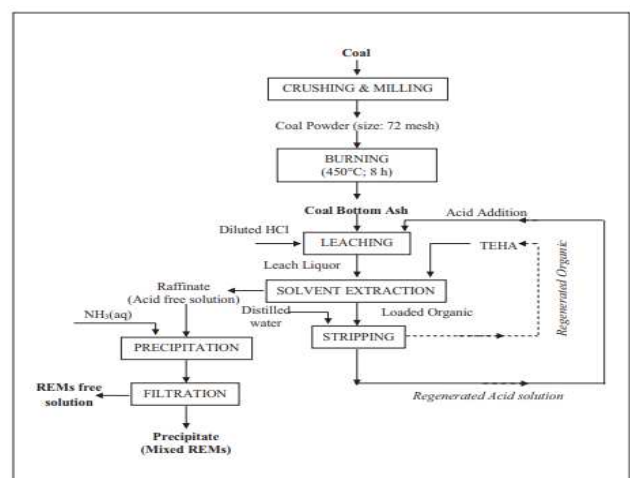 Coal
CRUSHING & MILLING
Coal Powder (size: 72 mesh)
BURNING
(450°C; 8 h)
Coal Bottom Ash
Acid Addition
Diluted HCl
LEACHING
TEHA
Leach Liquor
Regenerated Organic
Raffinate
(Acid free solution)
SOLVENT EXTRACTION
Distilled
water
Loaded Organic
NH₃(aq)
STRIPPING
PRECIPITATION
REMs free
solution
FILTRATION
Regenerated Acid solution
Precipitate
(Mixed REMs)